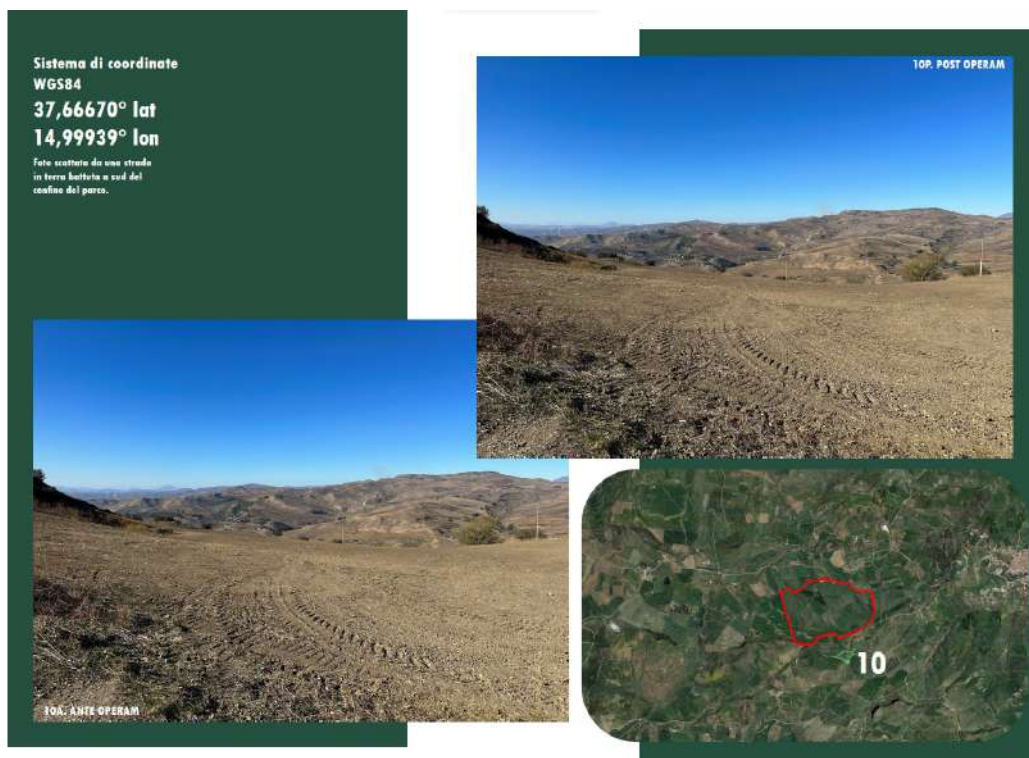 Sistema di coordinate
WGS84
37,66670° lat
14,99939° lon
Foto scattata da una strada
in terra battuta a sud del
confine del parco.
10P. POST OPERAM
10A. ANTE OPERAM
10